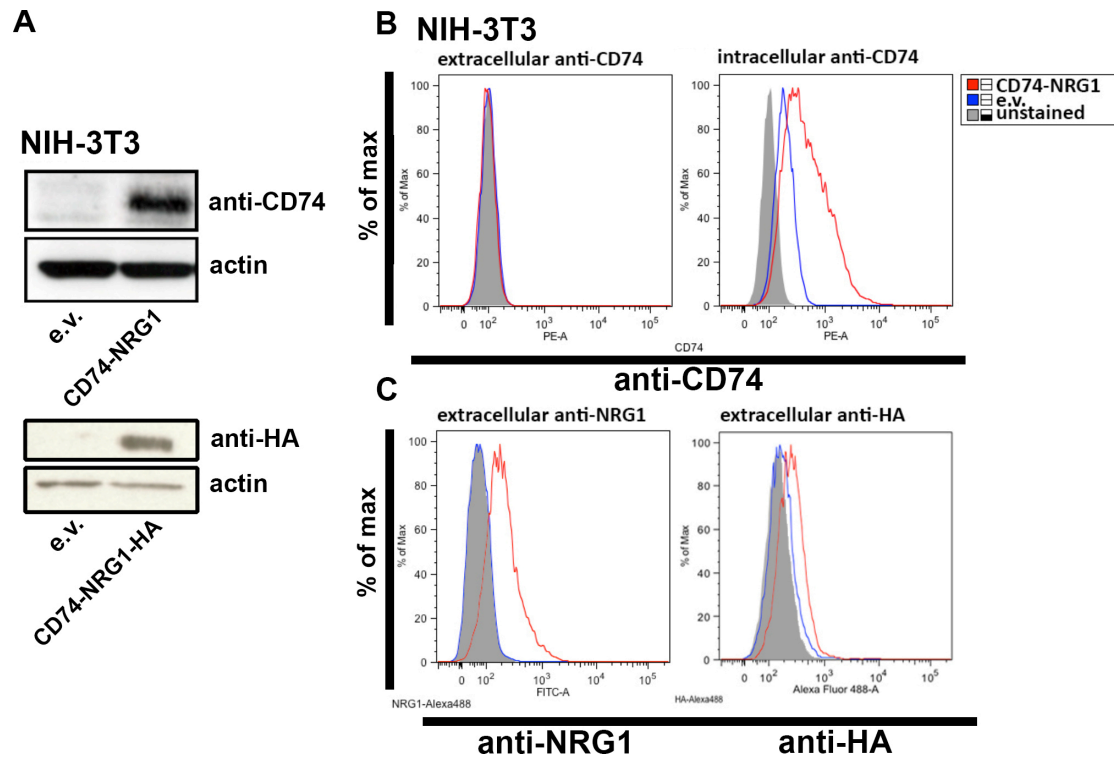 A
NIH-3T3
anti-CD74
actin
e.v.
CD74-NRG1
anti-HA
actin
e.v.
CD74-NRG1-HA
B
NIH-3T3
extracellular anti-CD74
intracellular anti-CD74
CD74-NRG1
e.v.
unstained
% of max
% of Max
100
80
60
40
20
0
0 10² 10³ 10⁴ 10⁵
PE-A
% of Max
100
80
60
40
20
0
0 10² 10³ 10⁴ 10⁵
PE-A
CD74
anti-CD74
C
extracellular anti-NRG1
extracellular anti-HA
% of max
% of Max
100
80
60
40
20
0
0 10² 10³ 10⁴ 10⁵
FITC-A
NRG1-Alexa488
% of Max
100
80
60
40
20
0
0 10² 10³ 10⁴ 10⁵
Alexa Fluor 488-A
HA-Alexa488
anti-NRG1
anti-HA